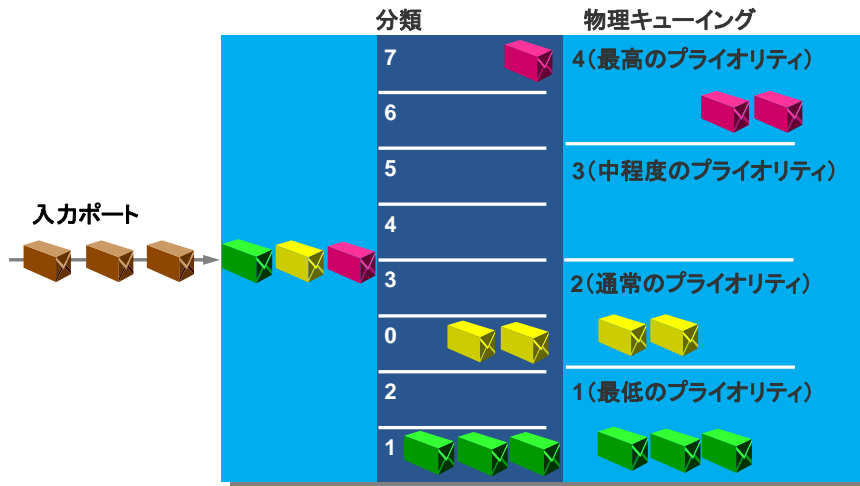 分類
物理キューイング
7
4（最高のプライオリティ）
6
5
3（中程度のプライオリティ）
入力ポート
4
3
2（通常のプライオリティ）
0
2
1（最低のプライオリティ）
1